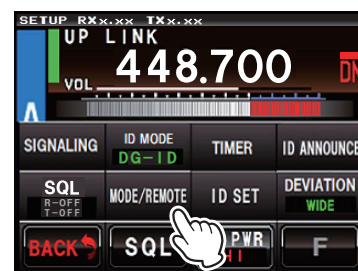 SETUP RXx.xx TXx.xx
UP LINK
448.700
VOL
A
SIGNALING ID MODE DG-ID TIMER ID ANNOUNCE
SQL R-OFF T-OFF MODE/REMOTE ID SET DEVIATION WIDE
BACK SQL PWR HI F